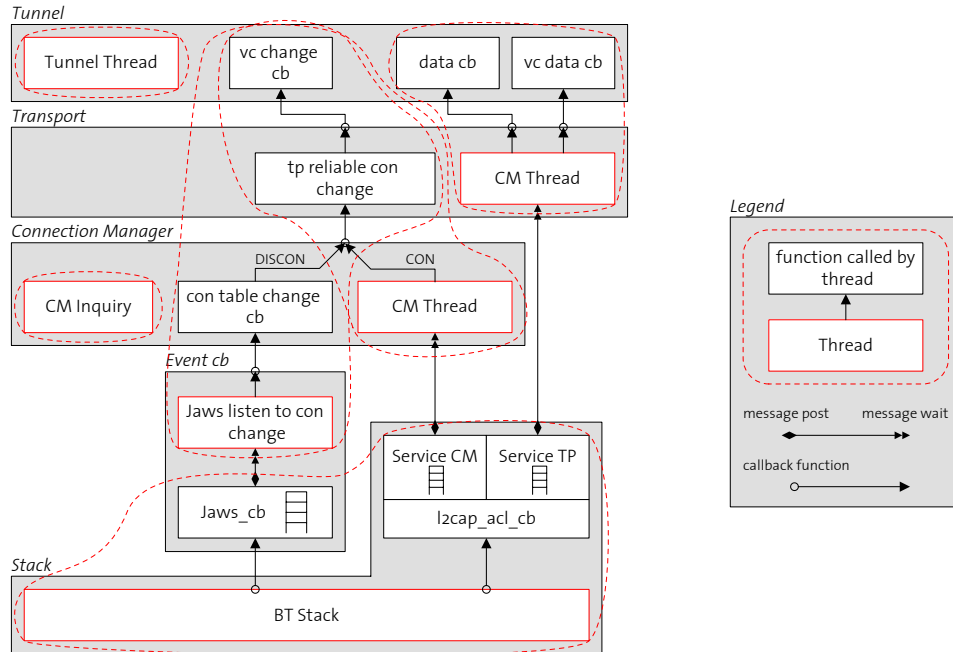 Tunnel
Tunnel Thread
vc change
cb
data cb
vc data cb
Transport
tp reliable con
change
CM Thread
Connection Manager
DISCON
CON
CM Inquiry
con table change
cb
CM Thread
Event cb
Jaws listen to con
change
Service CM
Service TP
Jaws_cb
l2cap_acl_cb
Stack
BT Stack
Legend
function called by
thread
Thread
message post
message wait
callback function